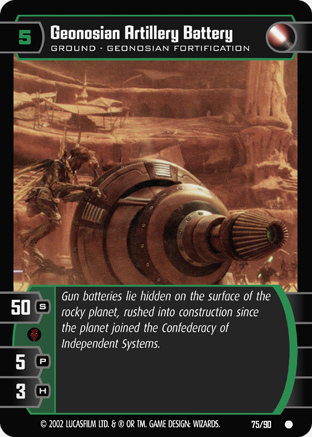 5
Geonosian Artillery Battery
GROUND - GEONOSIAN FORTIFICATION
50 S
5 P
3 H
Gun batteries lie hidden on the surface of the
rocky planet, rushed into construction since
the planet joined the Confederacy of
Independent Systems.
© 2002 LUCASFILM LTD. & ® OR TM. GAME DESIGN: WIZARDS.
75/90